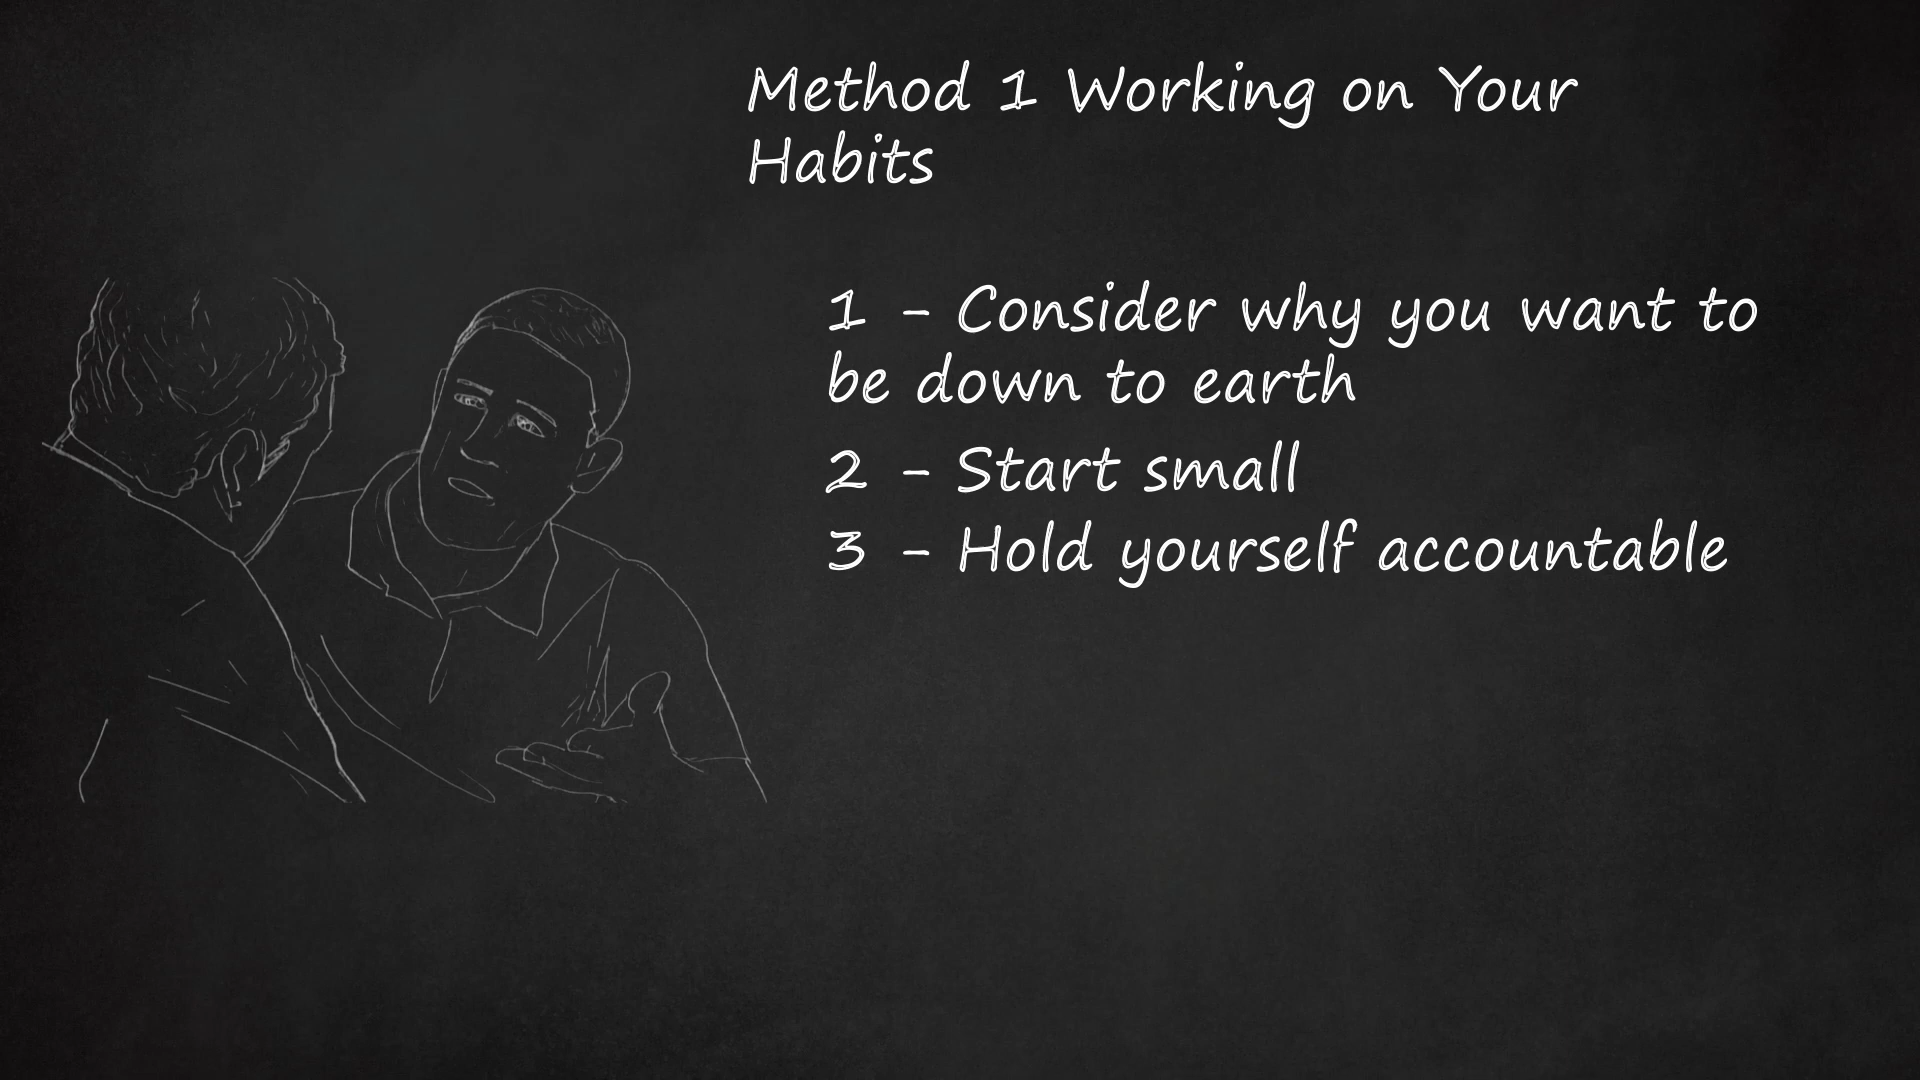 Method 1 Working on Your
Habits
1 - Consider why you want to
be down to earth
2 - Start small
3 - Hold yourself accountable